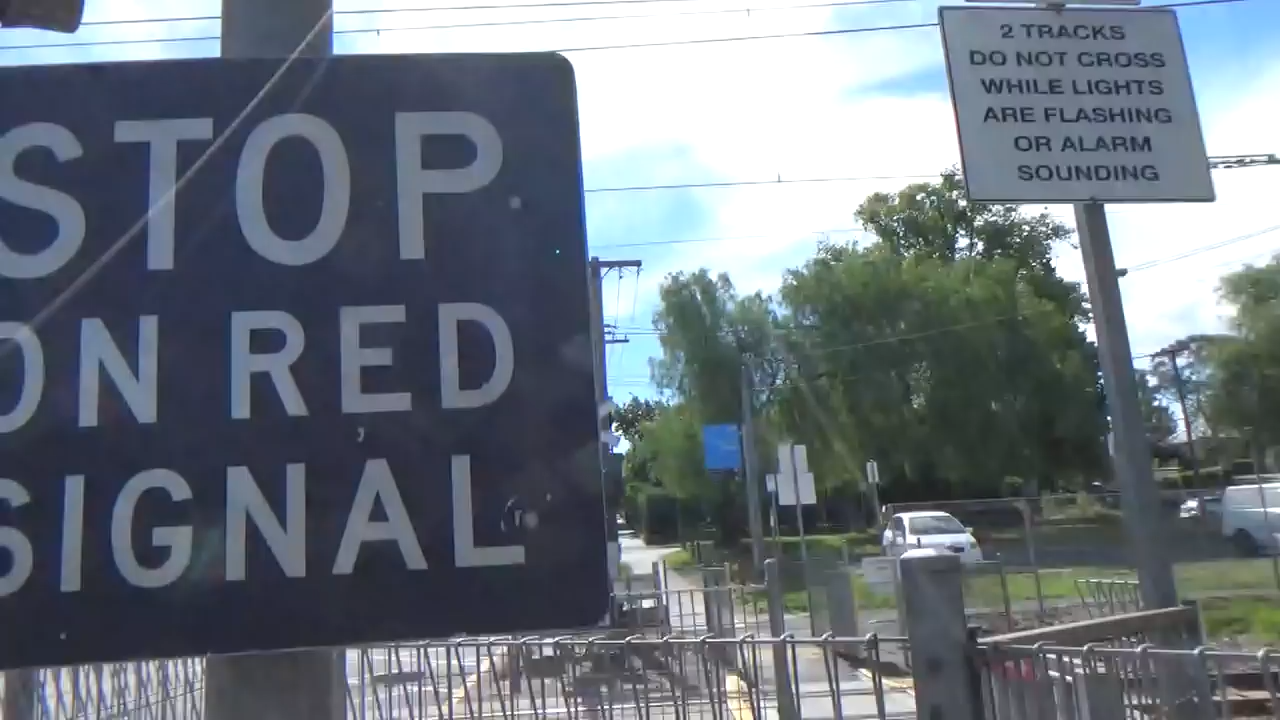 STOP
ON RED
SIGNAL
2 TRACKS
DO NOT CROSS
WHILE LIGHTS
ARE FLASHING
OR ALARM
SOUNDING